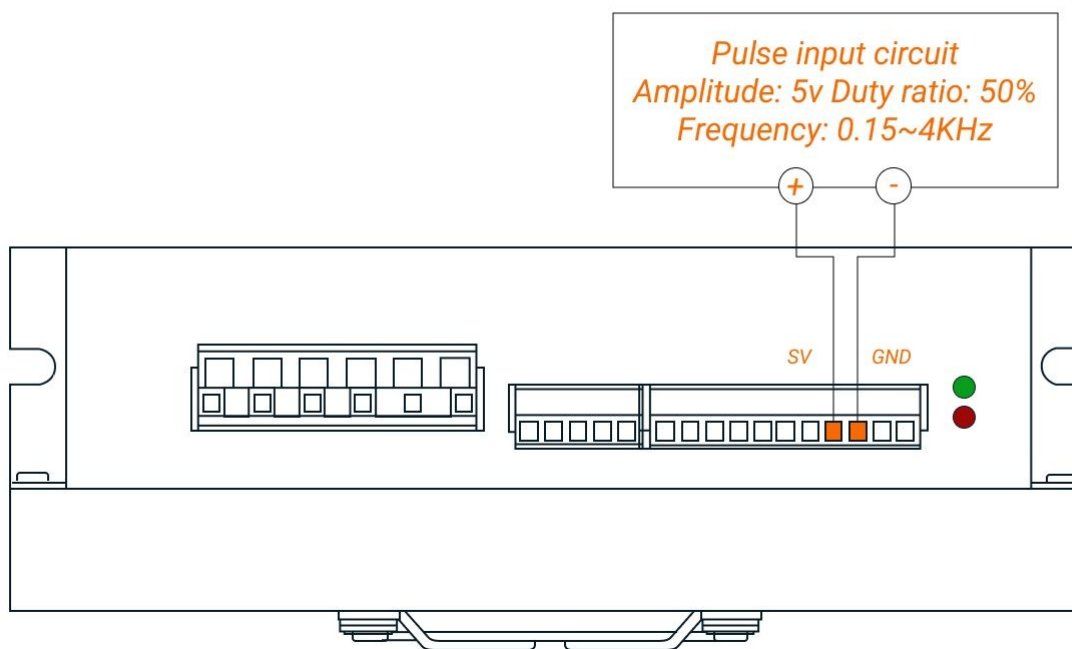 Pulse input circuit
Amplitude: 5v Duty ratio: 50%
Frequency: 0.15~4KHz
+ -
SV GND